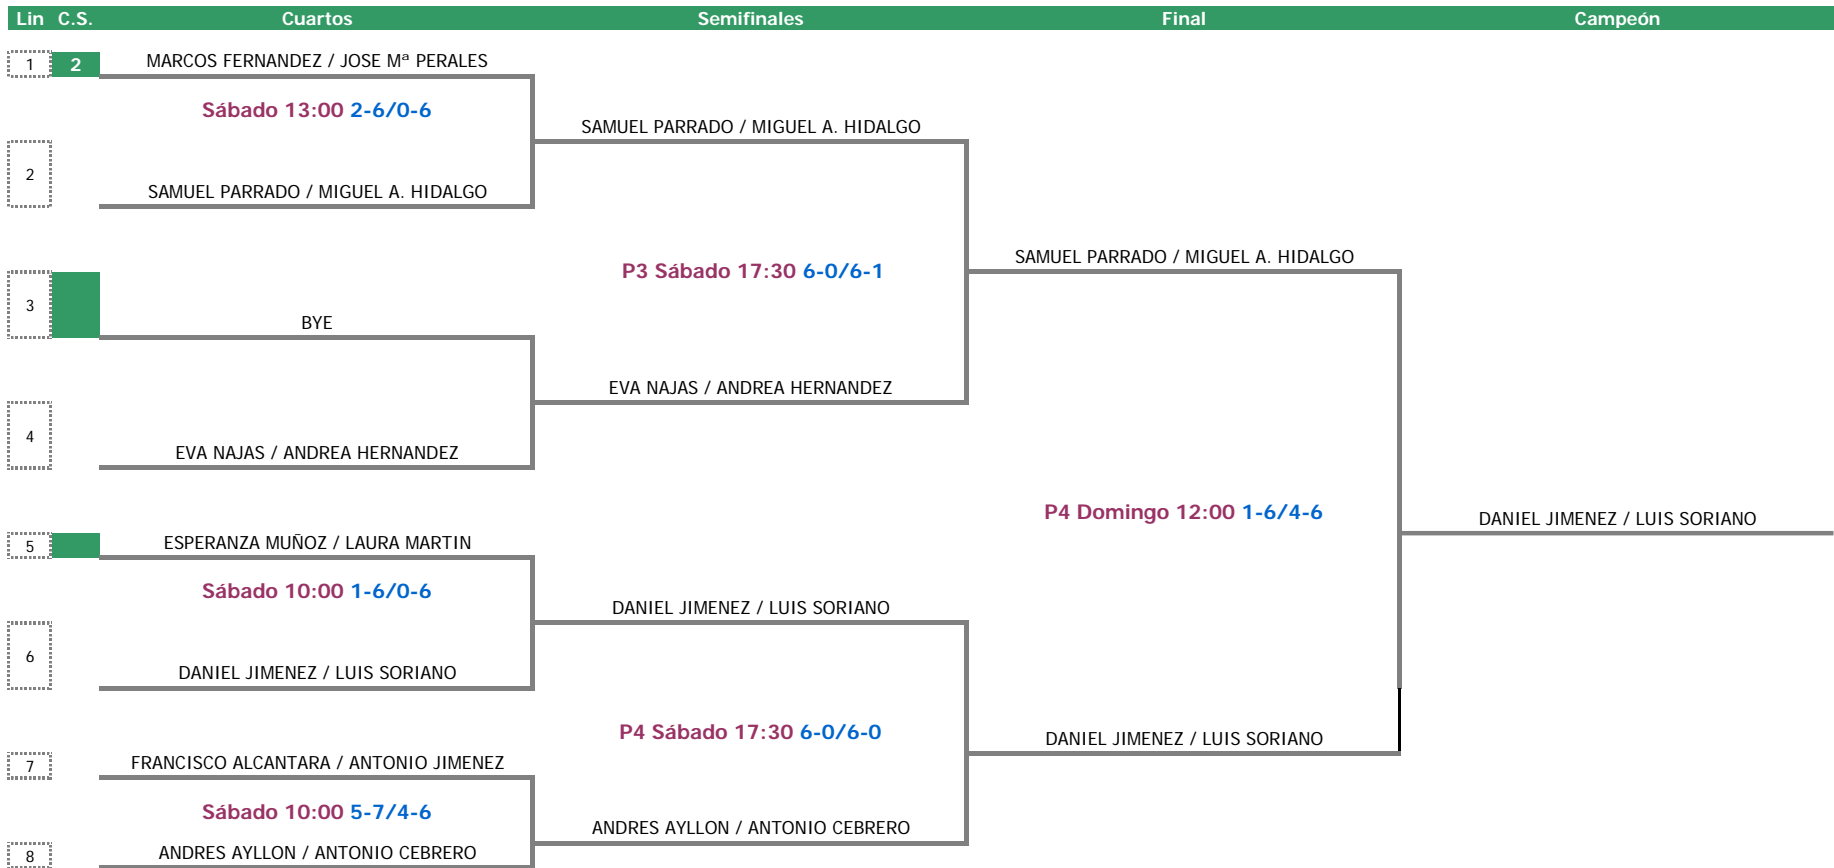 Lin C.S. Cuartos Semifinales Final Campeón
1 2 MARCOS FERNANDEZ / JOSE Mª PERALES
Sábado 13:00 2-6/0-6
SAMUEL PARRADO / MIGUEL A. HIDALGO
2
SAMUEL PARRADO / MIGUEL A. HIDALGO
SAMUEL PARRADO / MIGUEL A. HIDALGO
P3 Sábado 17:30 6-0/6-1
3
BYE
EVA NAJAS / ANDREA HERNANDEZ
4
EVA NAJAS / ANDREA HERNANDEZ
P4 Domingo 12:00 1-6/4-6
DANIEL JIMENEZ / LUIS SORIANO
5 ESPERANZA MUÑOZ / LAURA MARTIN
Sábado 10:00 1-6/0-6
DANIEL JIMENEZ / LUIS SORIANO
6
DANIEL JIMENEZ / LUIS SORIANO
P4 Sábado 17:30 6-0/6-0
DANIEL JIMENEZ / LUIS SORIANO
7 FRANCISCO ALCANTARA / ANTONIO JIMENEZ
Sábado 10:00 5-7/4-6
ANDRES AYLLON / ANTONIO CEBRERO
8 ANDRES AYLLON / ANTONIO CEBRERO